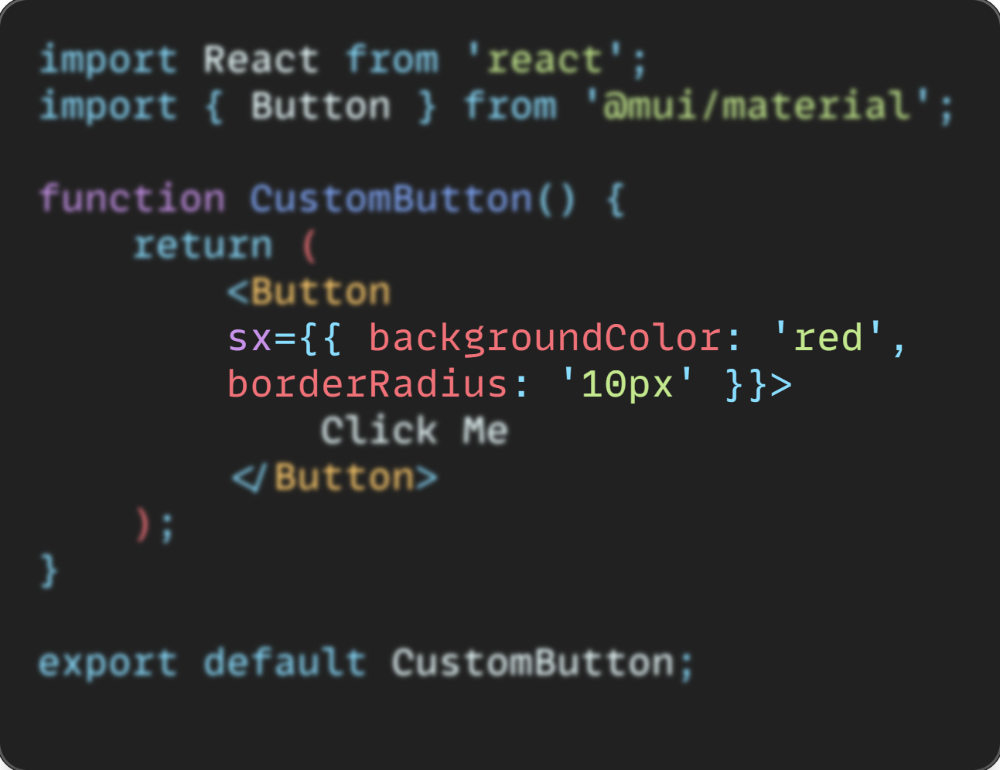 import React from 'react';
import { Button } from '@mui/material';
function CustomButton() {
return (
<Button
sx={{ backgroundColor: 'red',
borderRadius: '10px' }}>
Click Me
</Button>
);
}
export default CustomButton;